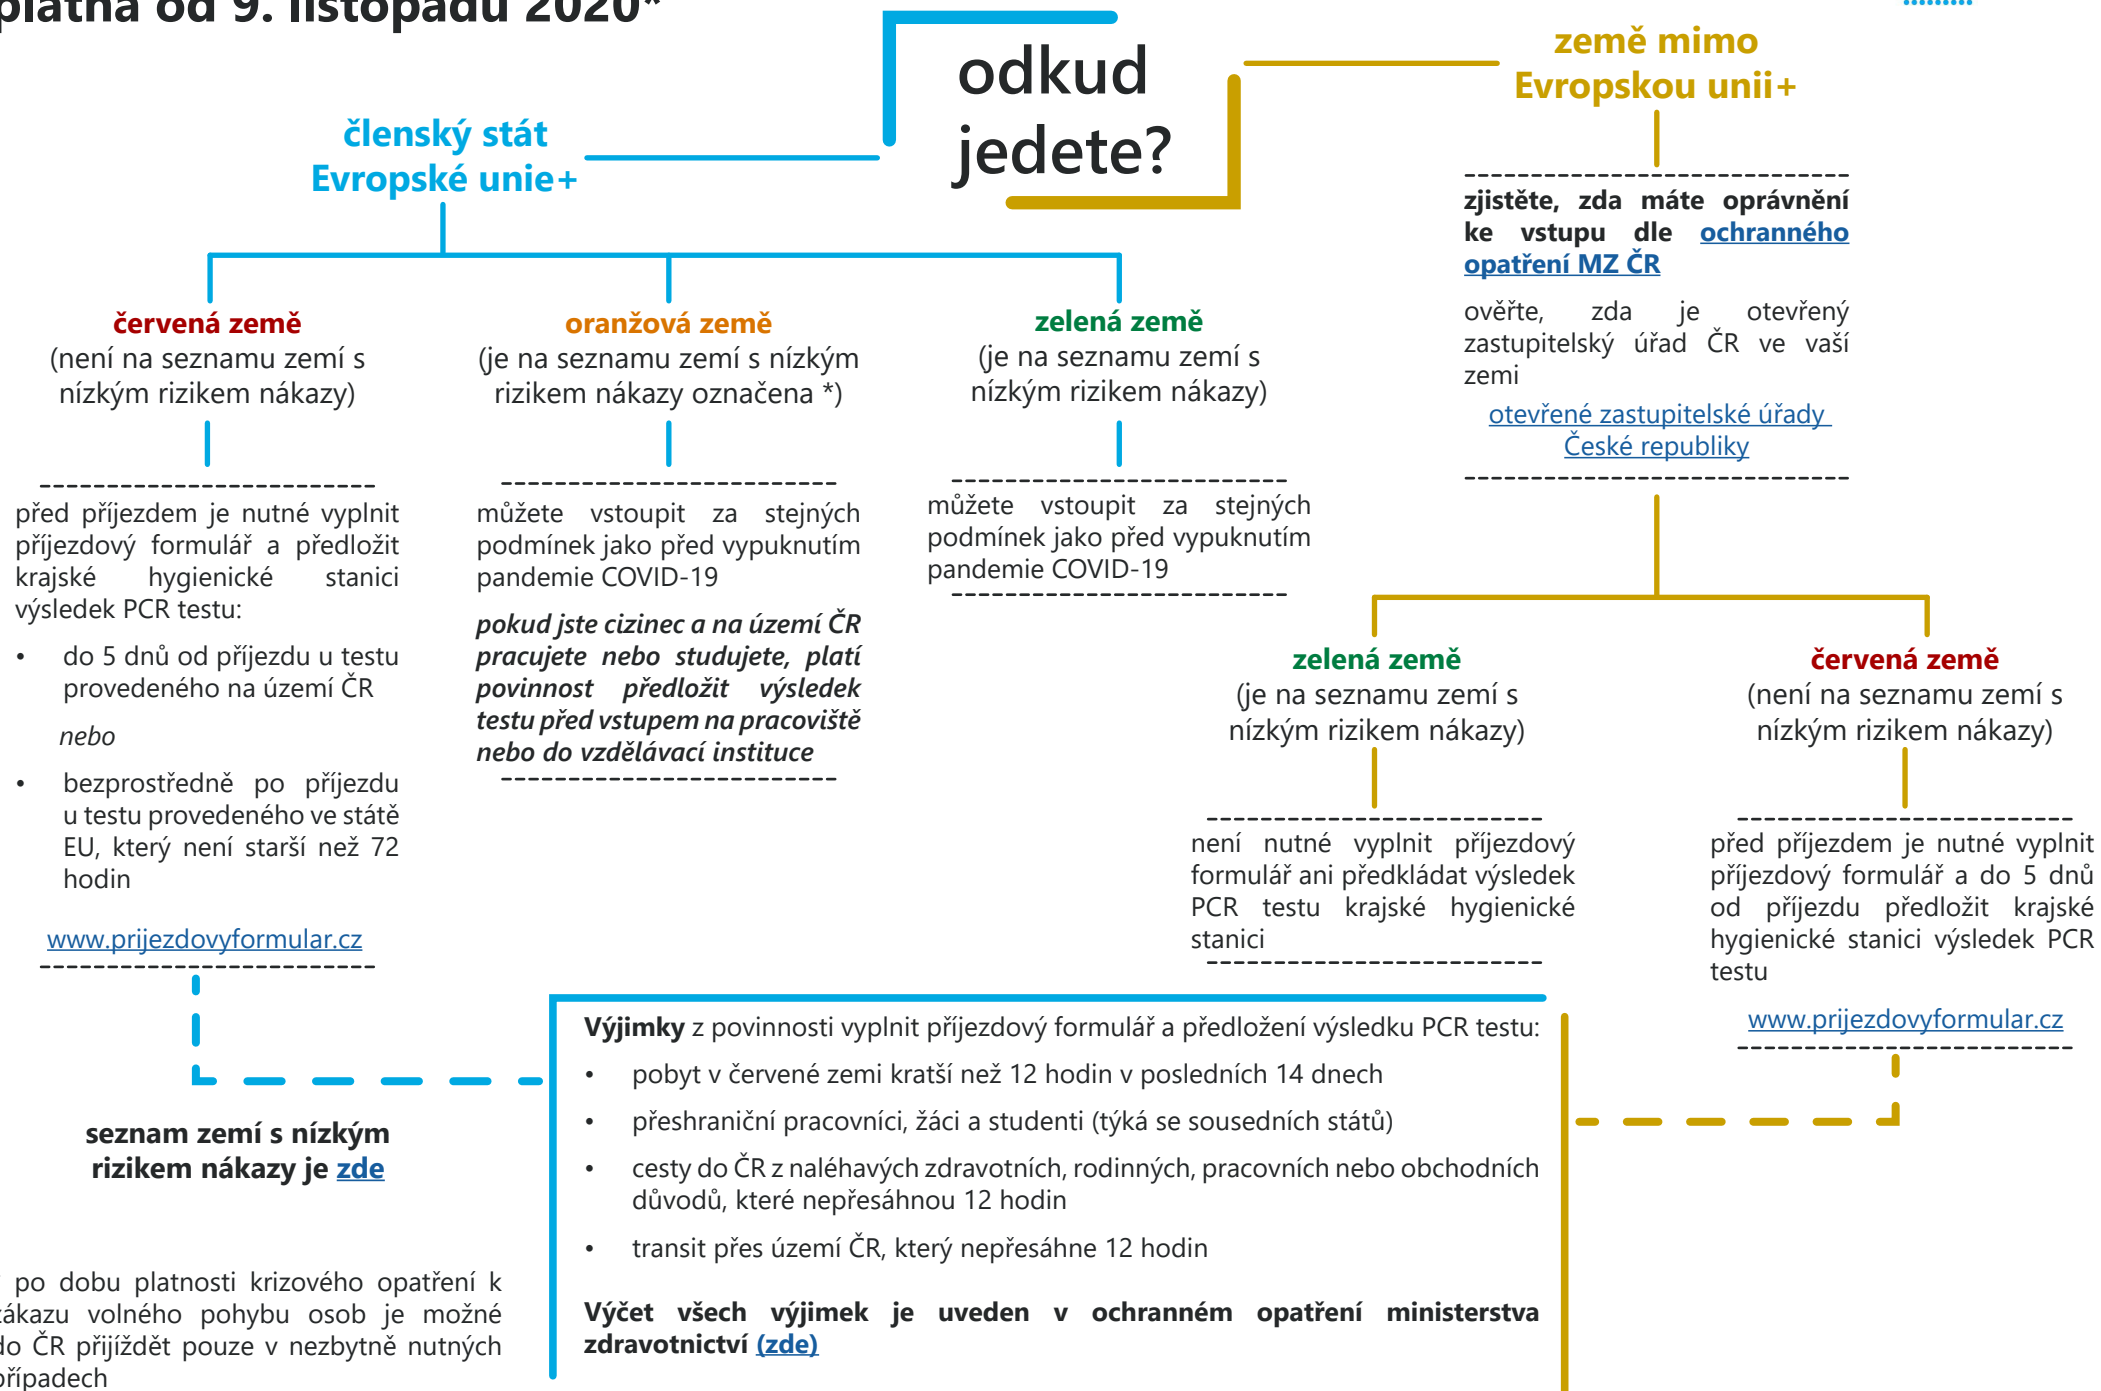 platná od 9. listopadu 2020*
odkud
jedete?
členský stát
Evropské unie+
země mimo
Evropskou unii+
zjistěte, zda máte oprávnění
ke vstupu dle ochranného
opatření MZ ČR
ověřte, zda je otevřený
zastupitelský úřad ČR ve vaší
zemi
otevřené zastupitelské úřady
České republiky
červená země
(není na seznamu zemí s
nízkým rizikem nákazy)
před příjezdem je nutné vyplnit
příjezdový formulář a předložit
krajské hygienické stanici
výsledek PCR testu:
• do 5 dnů od příjezdu u testu
provedeného na území ČR
nebo
• bezprostředně po příjezdu
u testu provedeného ve státě
EU, který není starší než 72
hodin
www.prijezdovyformular.cz
oranžová země
(je na seznamu zemí s nízkým
rizikem nákazy označena *)
můžete vstoupit za stejných
podmínek jako před vypuknutím
pandemie COVID-19
pokud jste cizinec a na území ČR
pracujete nebo studujete, platí
povinnost předložit výsledek
testu před vstupem na pracoviště
nebo do vzdělávací instituce
zelená země
(je na seznamu zemí s
nízkým rizikem nákazy)
můžete vstoupit za stejných
podmínek jako před vypuknutím
pandemie COVID-19
zelená země
(je na seznamu zemí s
nízkým rizikem nákazy)
není nutné vyplnit příjezdový
formulář ani předkládat výsledek
PCR testu krajské hygienické
stanici
červená země
(není na seznamu zemí s
nízkým rizikem nákazy)
před příjezdem je nutné vyplnit
příjezdový formulář a do 5 dnů
od příjezdu předložit krajské
hygienické stanici výsledek PCR
testu
www.prijezdovyformular.cz
Výjimky z povinnosti vyplnit příjezdový formulář a předložení výsledku PCR testu:
• pobyt v červené zemi kratší než 12 hodin v posledních 14 dnech
• přeshraniční pracovníci, žáci a studenti (týká se sousedních států)
• cesty do ČR z naléhavých zdravotních, rodinných, pracovních nebo obchodních
důvodů, které nepřesáhnou 12 hodin
• transit přes území ČR, který nepřesáhne 12 hodin
Výčet všech výjimek je uveden v ochranném opatření ministerstva
zdravotnictví (zde)
seznam zemí s nízkým
rizikem nákazy je zde
po dobu platnosti krizového opatření k
zákazu volného pohybu osob je možné
do ČR přijíždět pouze v nezbytně nutných
případech